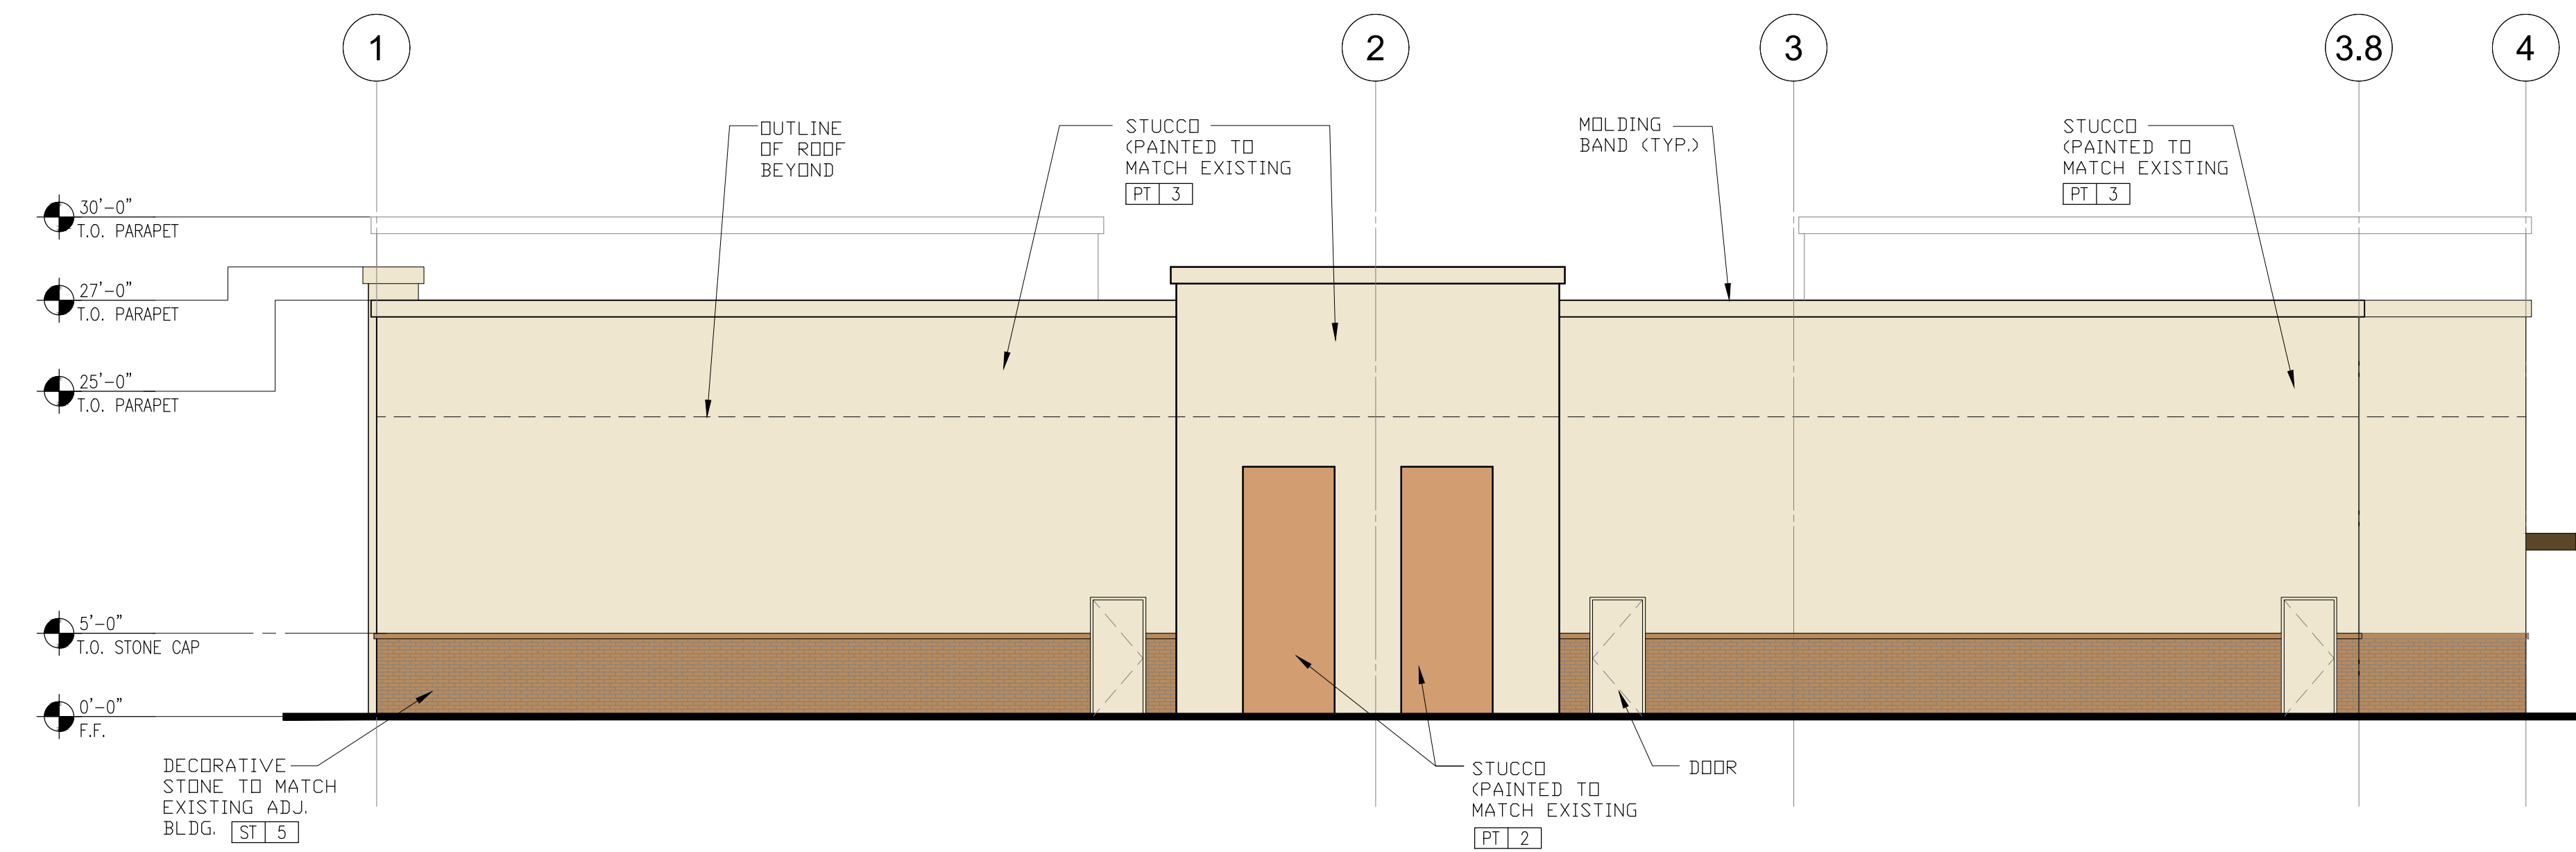 1
2
3
3.8
4
OUTLINE
OF ROOF
BEYOND
STUCCO
(PAINTED TO
MATCH EXISTING
PT 3
MOLDING
BAND (TYP.)
STUCCO
(PAINTED TO
MATCH EXISTING
PT 3
30'-0"
T.O. PARAPET
27'-0"
T.O. PARAPET
25'-0"
T.O. PARAPET
5'-0"
T.O. STONE CAP
0'-0"
F.F.
DECORATIVE
STONE TO MATCH
EXISTING ADJ.
BLDG. ST 5
STUCCO
(PAINTED TO
MATCH EXISTING
PT 2
DOOR